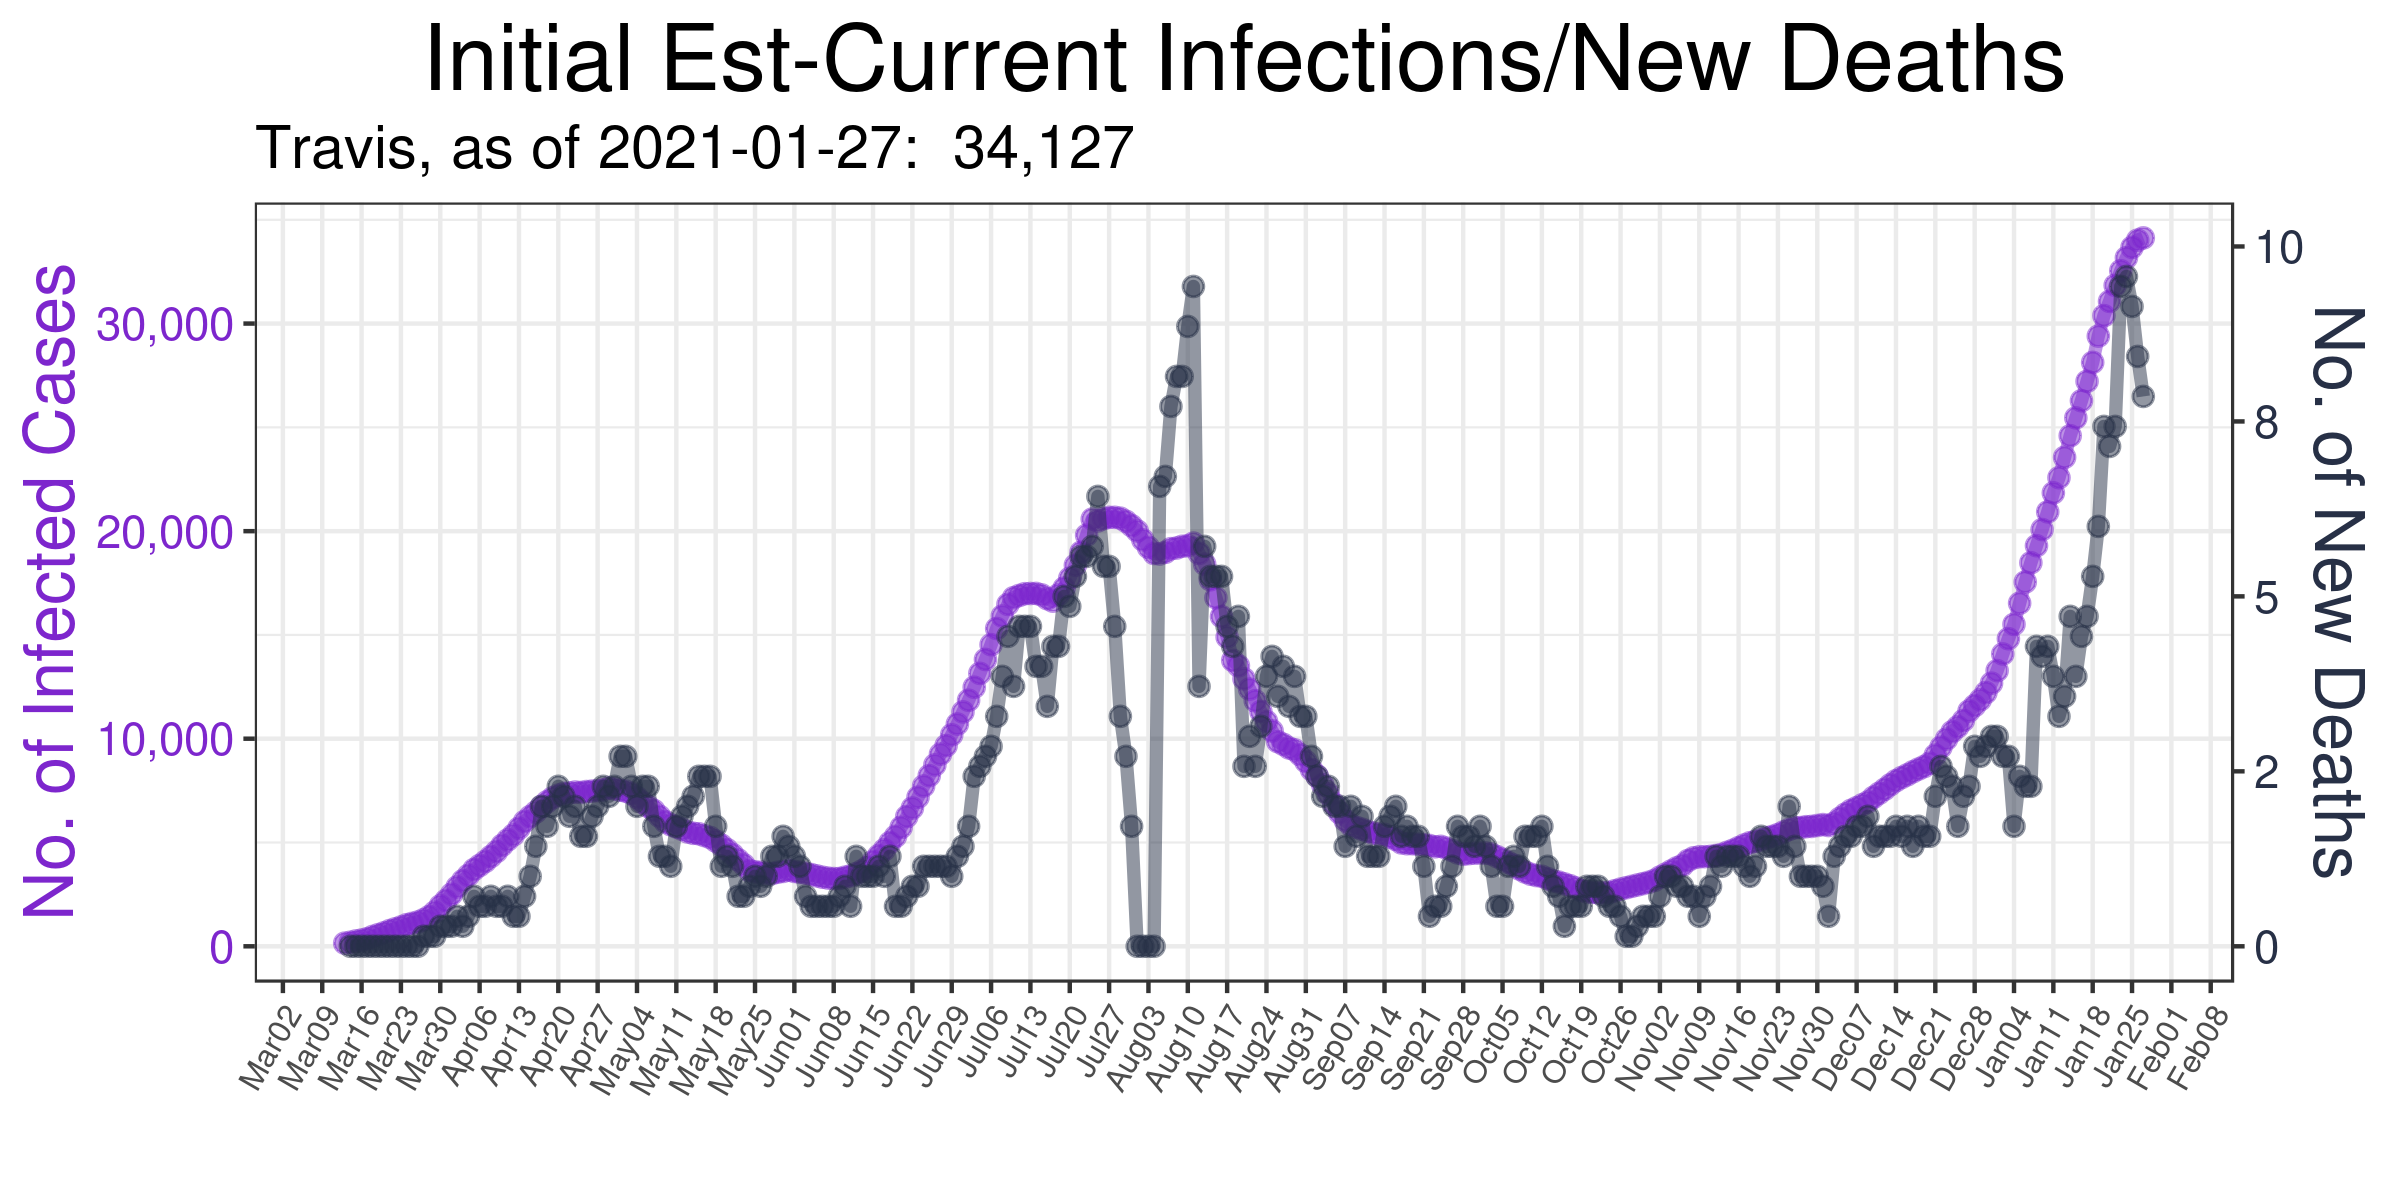 Initial Est-Current Infections/New Deaths
Travis, as of 2021-01-27:  34,127
No. of Infected Cases
30,000
20,000
10,000
0
10
8
5
2
0
No. of New Deaths
Mar02
Mar09
Mar16
Mar23
Mar30
Apr06
Apr13
Apr20
Apr27
May04
May11
May18
May25
Jun01
Jun08
Jun15
Jun22
Jun29
Jul06
Jul13
Jul20
Jul27
Aug03
Aug10
Aug17
Aug24
Aug31
Sep07
Sep14
Sep21
Sep28
Oct05
Oct12
Oct19
Oct26
Nov02
Nov09
Nov16
Nov23
Nov30
Dec07
Dec14
Dec21
Dec28
Jan04
Jan11
Jan18
Jan25
Feb01
Feb08